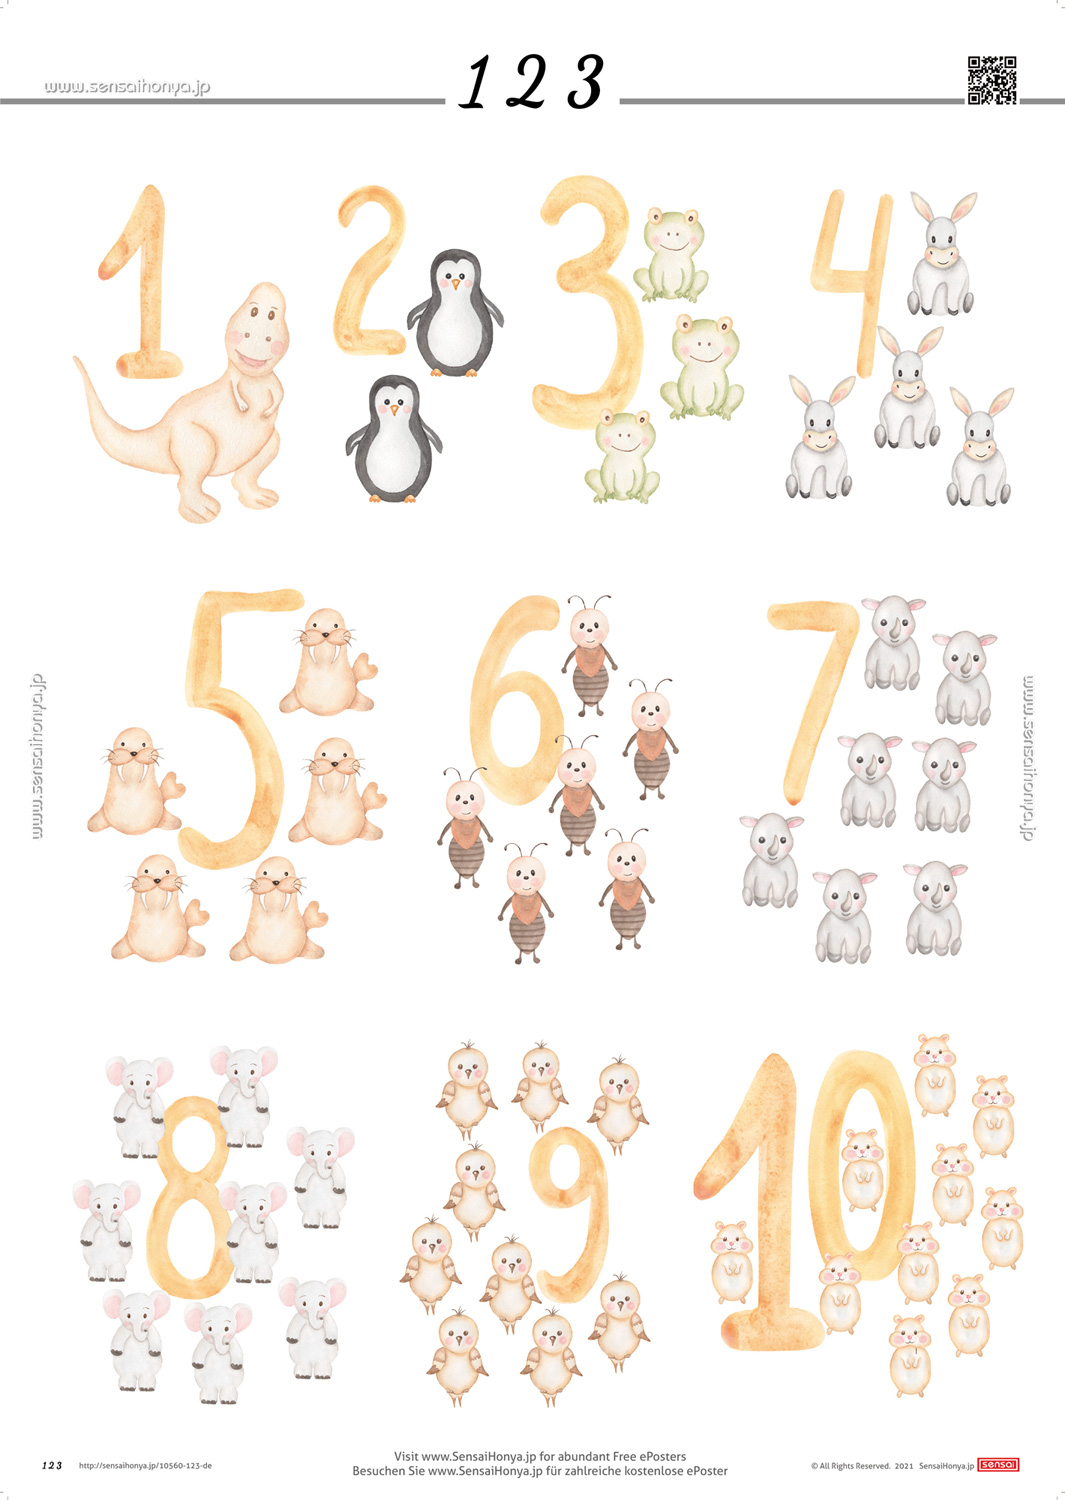 www.sensaihonya.jp
1 2 3
1
2
3
4
5
6
7
www.sensaihonya.jp
www.sensaihonya.jp
8
9
10
Visit www.SensaiHonya.jp for abundant Free ePosters
Besuchen Sie www.SensaiHonya.jp für zahlreiche kostenlose ePoster
1 2 3
http://sensaihonya.jp/10560-123-de
© All Rights Reserved. 2021 SensaiHonya.jp
sensai